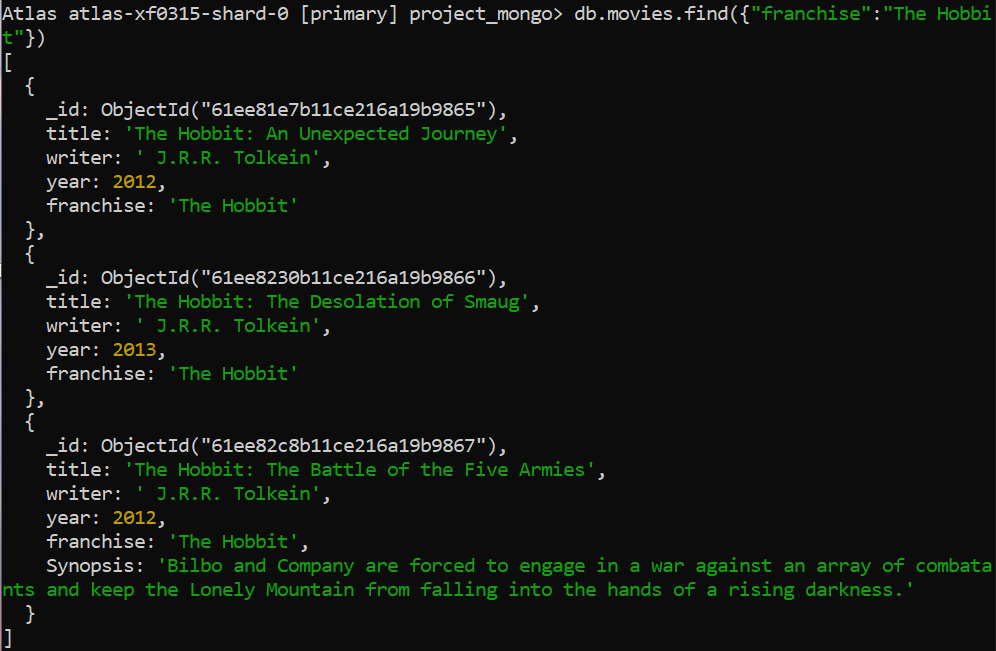 Atlas atlas-xf0315-shard-0 [primary] project_mongo> db.movies.find({"franchise":"The Hobbi
t"})
[
  {
    _id: ObjectId("61ee81e7b11ce216a19b9865"),
    title: 'The Hobbit: An Unexpected Journey',
    writer: ' J.R.R. Tolkein',
    year: 2012,
    franchise: 'The Hobbit'
  },
  {
    _id: ObjectId("61ee8230b11ce216a19b9866"),
    title: 'The Hobbit: The Desolation of Smaug',
    writer: ' J.R.R. Tolkein',
    year: 2013,
    franchise: 'The Hobbit'
  },
  {
    _id: ObjectId("61ee82c8b11ce216a19b9867"),
    title: 'The Hobbit: The Battle of the Five Armies',
    writer: ' J.R.R. Tolkein',
    year: 2012,
    franchise: 'The Hobbit',
    Synopsis: 'Bilbo and Company are forced to engage in a war against an array of combata
nts and keep the Lonely Mountain from falling into the hands of a rising darkness.'
  }
]